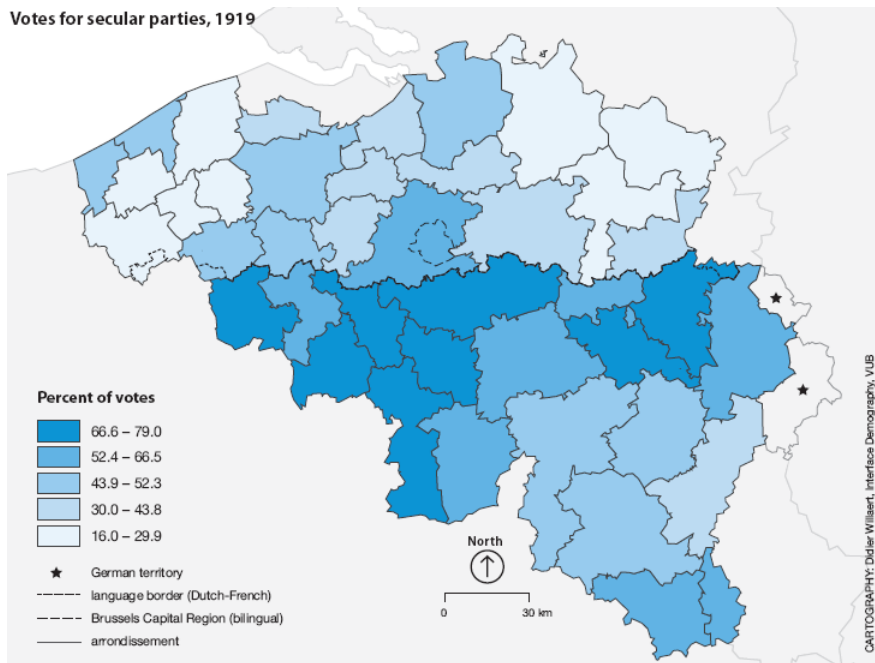 Votes for secular parties, 1919
Percent of votes
66.6 – 79.0
52.4 – 66.5
43.9 – 52.3
30.0 – 43.8
16.0 – 29.9
German territory
language border (Dutch-French)
Brussels Capital Region (bilingual)
arrondissement
North
0 30 km
CARTOGRAPHY: Didier Willaert, Interface Demography, VUB